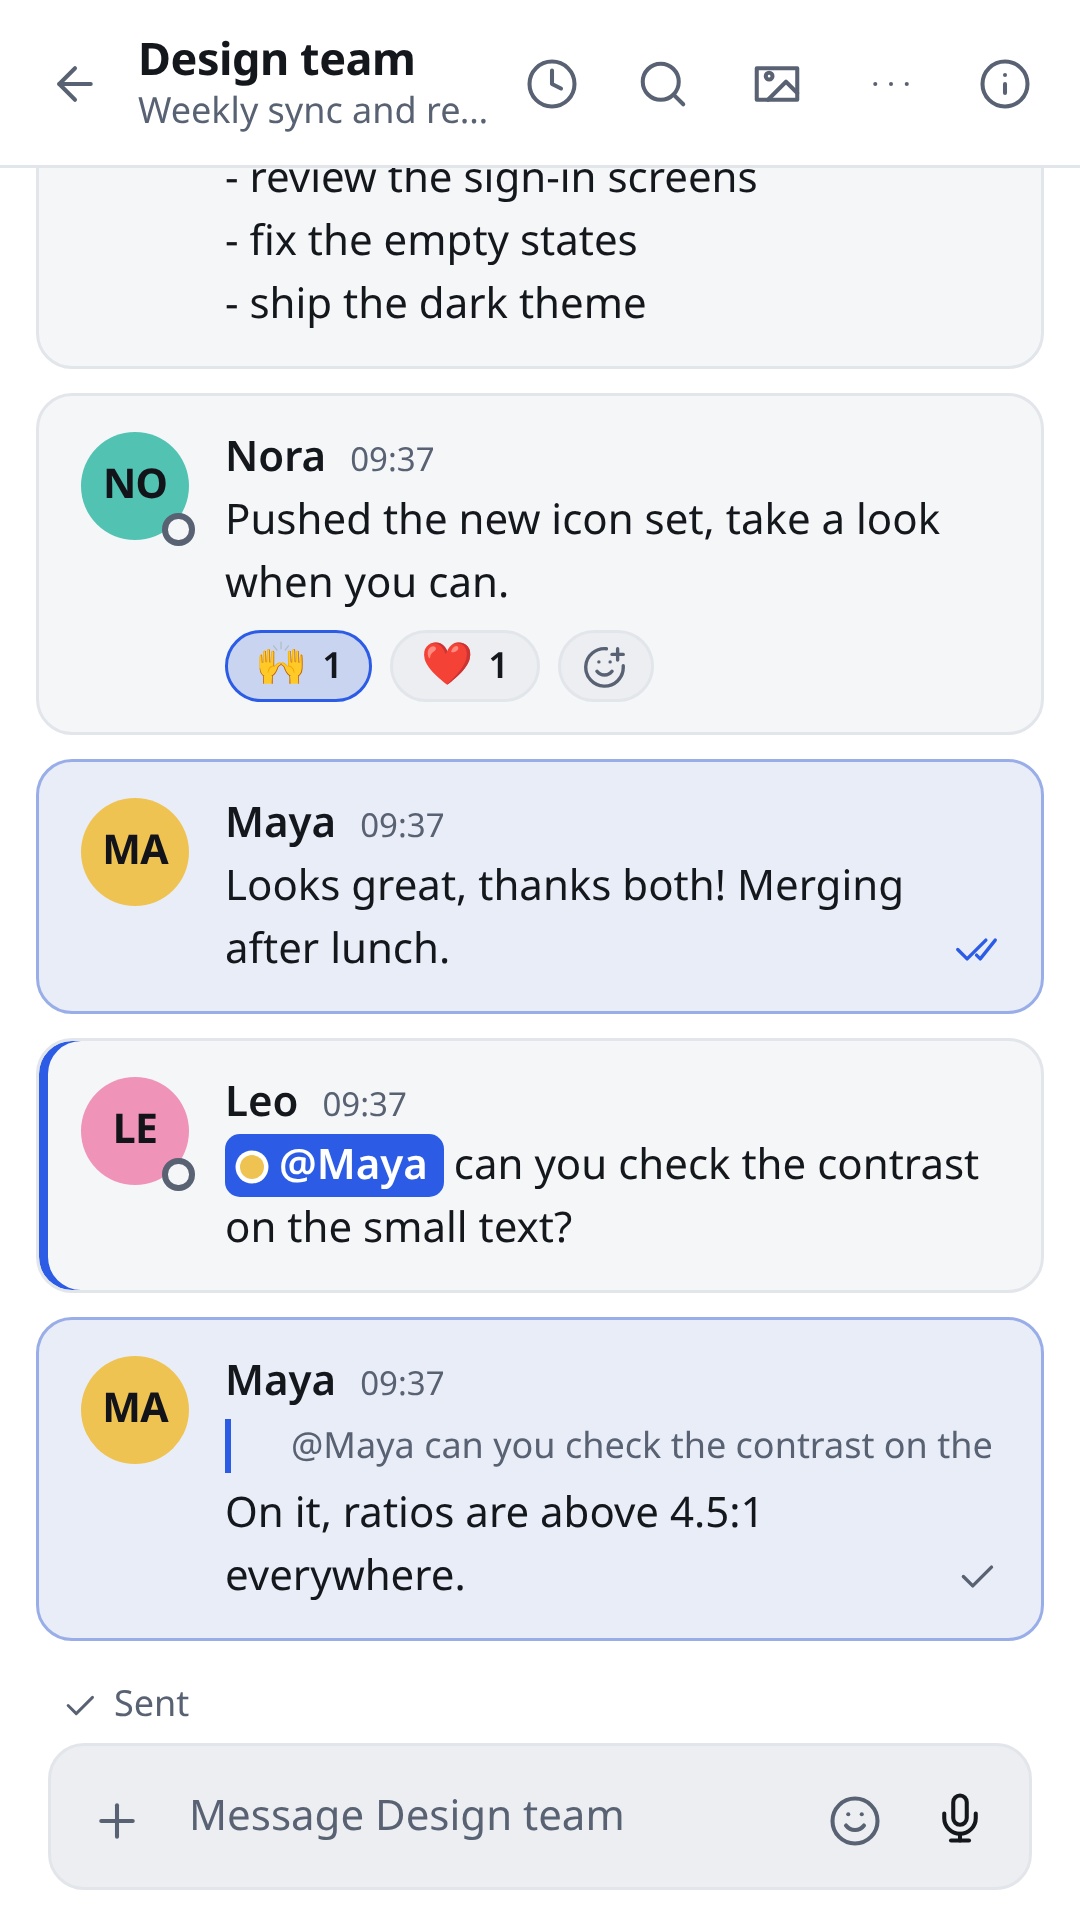 Design team
Weekly sync and re...
- review the sign-in screens
- fix the empty states
- ship the dark theme
NO
Nora 09:37
Pushed the new icon set, take a look
when you can.
🙌 1 ❤️ 1
MA
Maya 09:37
Looks great, thanks both! Merging
after lunch.
LE
Leo 09:37
@Maya can you check the contrast
on the small text?
MA
Maya 09:37
@Maya can you check the contrast on the
On it, ratios are above 4.5:1
everywhere.
Sent
Message Design team